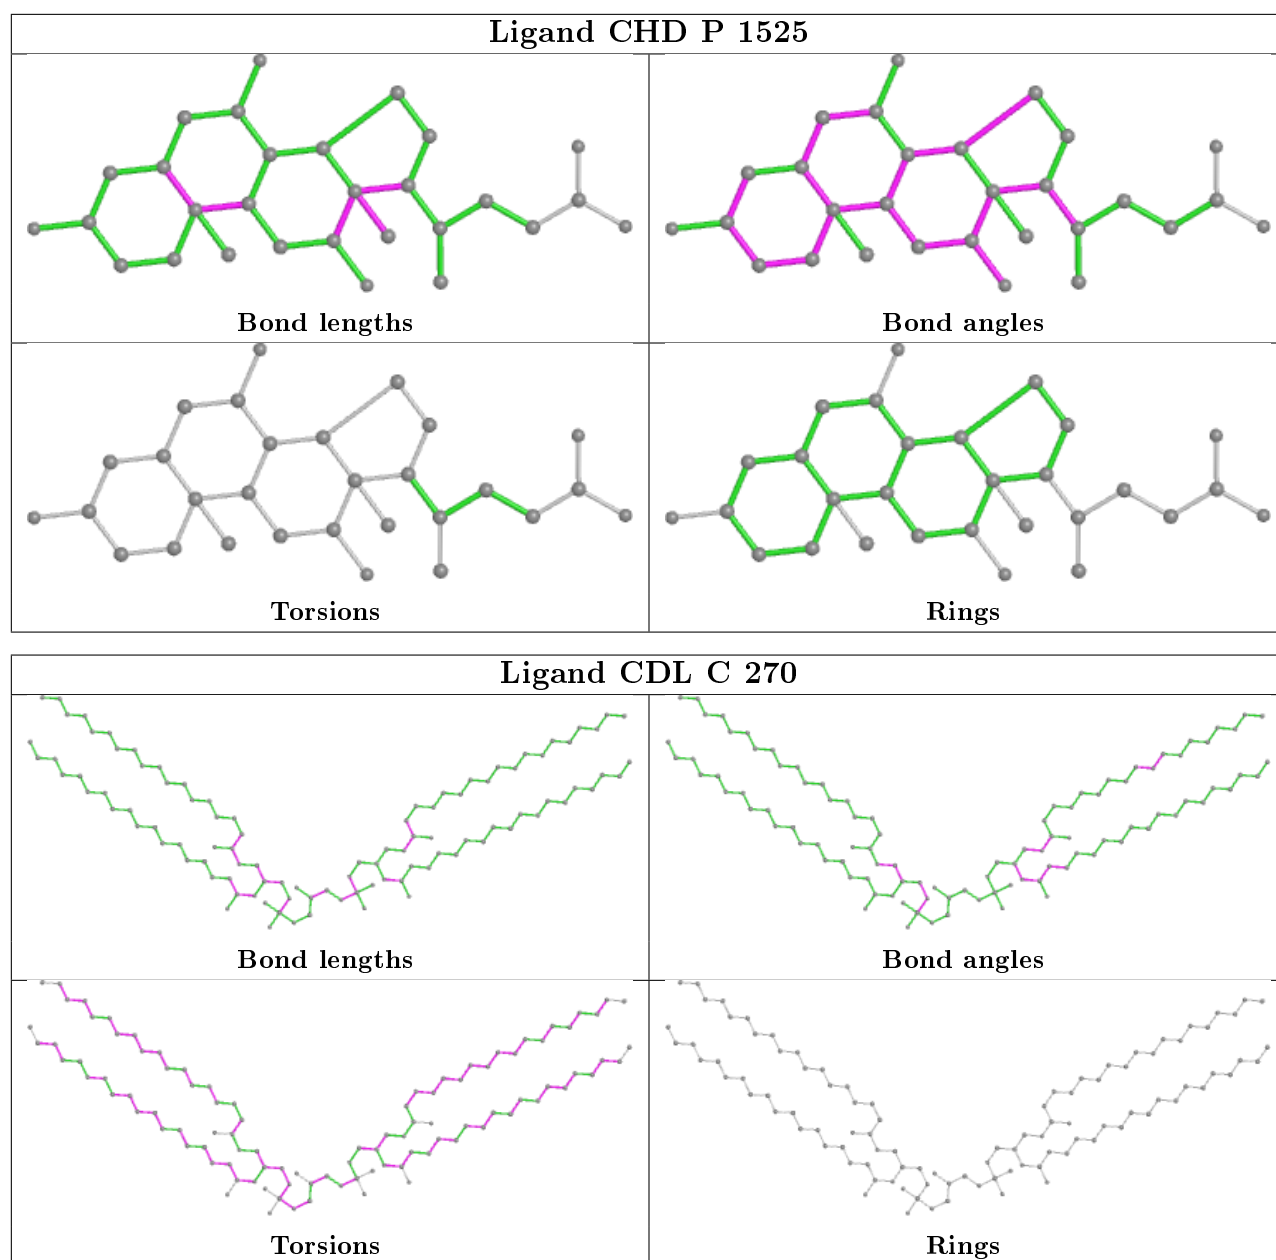 Ligand CHD P 1525
Bond lengths
Bond angles
Torsions
Rings
Ligand CDL C 270
Bond lengths
Bond angles
Torsions
Rings